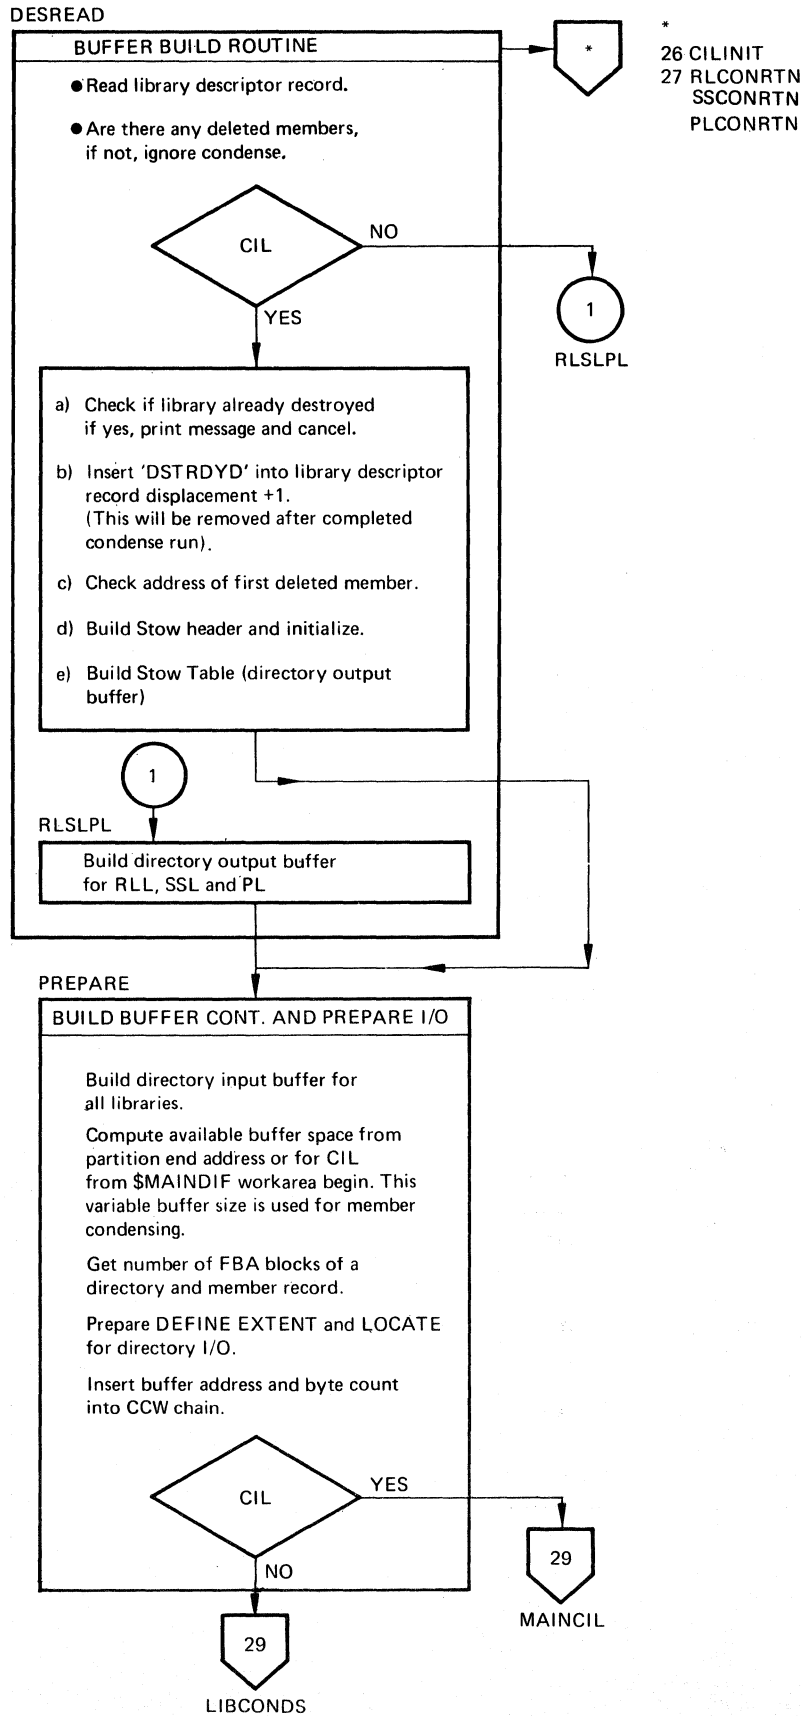 DESREAD
BUFFER BUILD ROUTINE
*
*
26 CILINIT
27 RLCONRTN
SSCONRTN
PLCONRTN
● Read library descriptor record.
● Are there any deleted members,
if not, ignore condense.
CIL
NO
YES
1
RLSLPL
a) Check if library already destroyed
if yes, print message and cancel.
b) Insert 'DSTRDYD' into library descriptor
record displacement +1.
(This will be removed after completed
condense run).
c) Check address of first deleted member.
d) Build Stow header and initialize.
e) Build Stow Table (directory output
buffer)
1
RLSLPL
Build directory output buffer
for RLL, SSL and PL
PREPARE
BUILD BUFFER CONT. AND PREPARE I/O
Build directory input buffer for
all libraries.
Compute available buffer space from
partition end address or for CIL
from $MAINDIF workarea begin. This
variable buffer size is used for member
condensing.
Get number of FBA blocks of a
directory and member record.
Prepare DEFINE EXTENT and LOCATE
for directory I/O.
Insert buffer address and byte count
into CCW chain.
CIL
YES
NO
29
MAINCIL
29
LIBCONDS